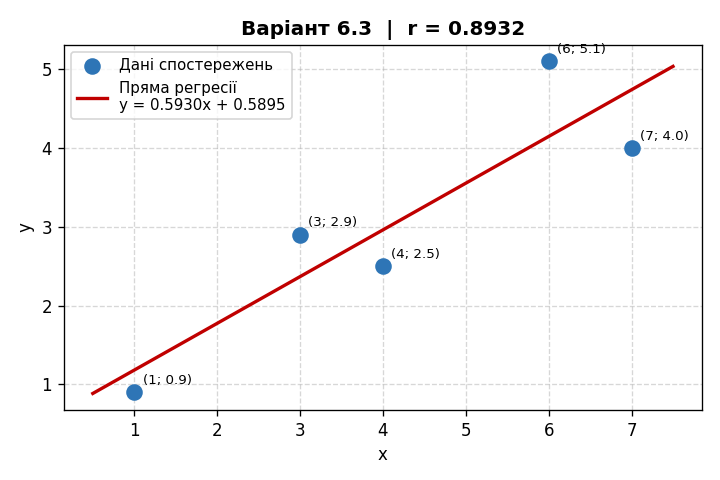 Варіант 6.3 | r = 0.8932
Дані спостережень
Пряма регресії
y = 0.5930x + 0.5895
(6; 5.1)
(7; 4.0)
(3; 2.9)
(4; 2.5)
(1; 0.9)
y
5
4
3
2
1
1 2 3 4 5 6 7
x